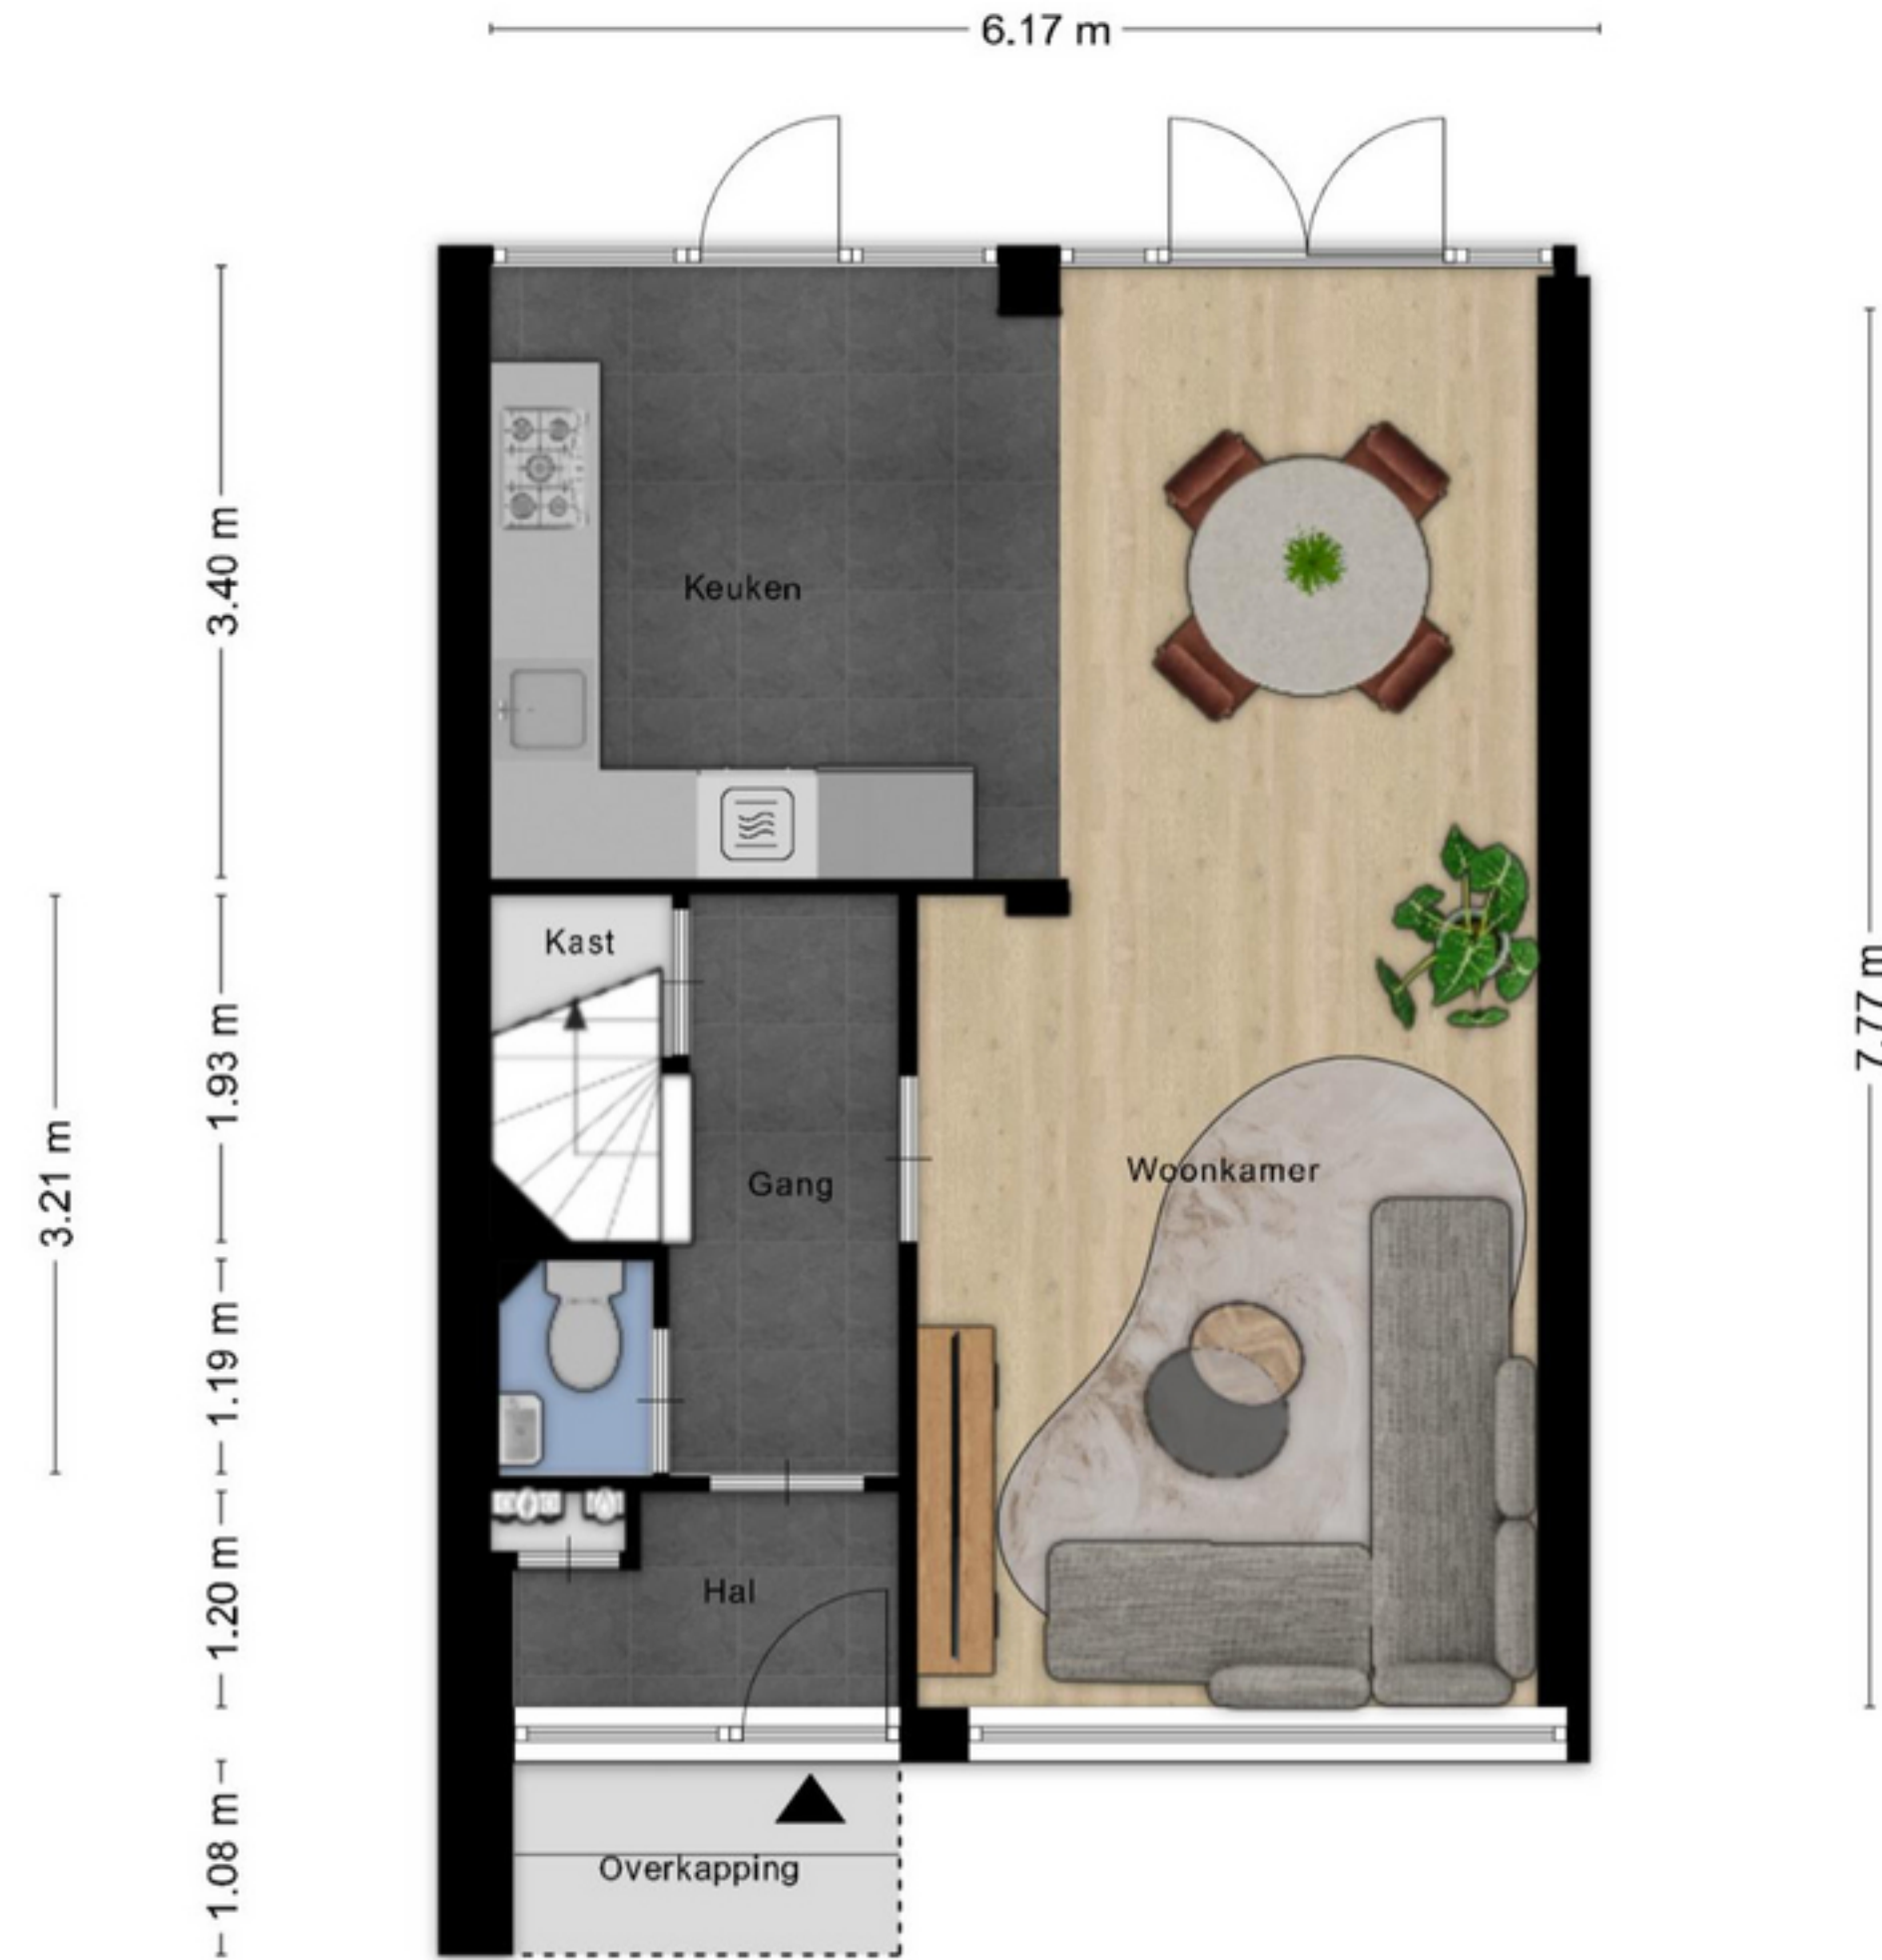 6.17 m
3.40 m
Keuken
Kast
1.93 m
7.77 m
3.21 m
Gang
Woonkamer
1.19 m
1.20 m
Hal
1.08 m
Overkapping